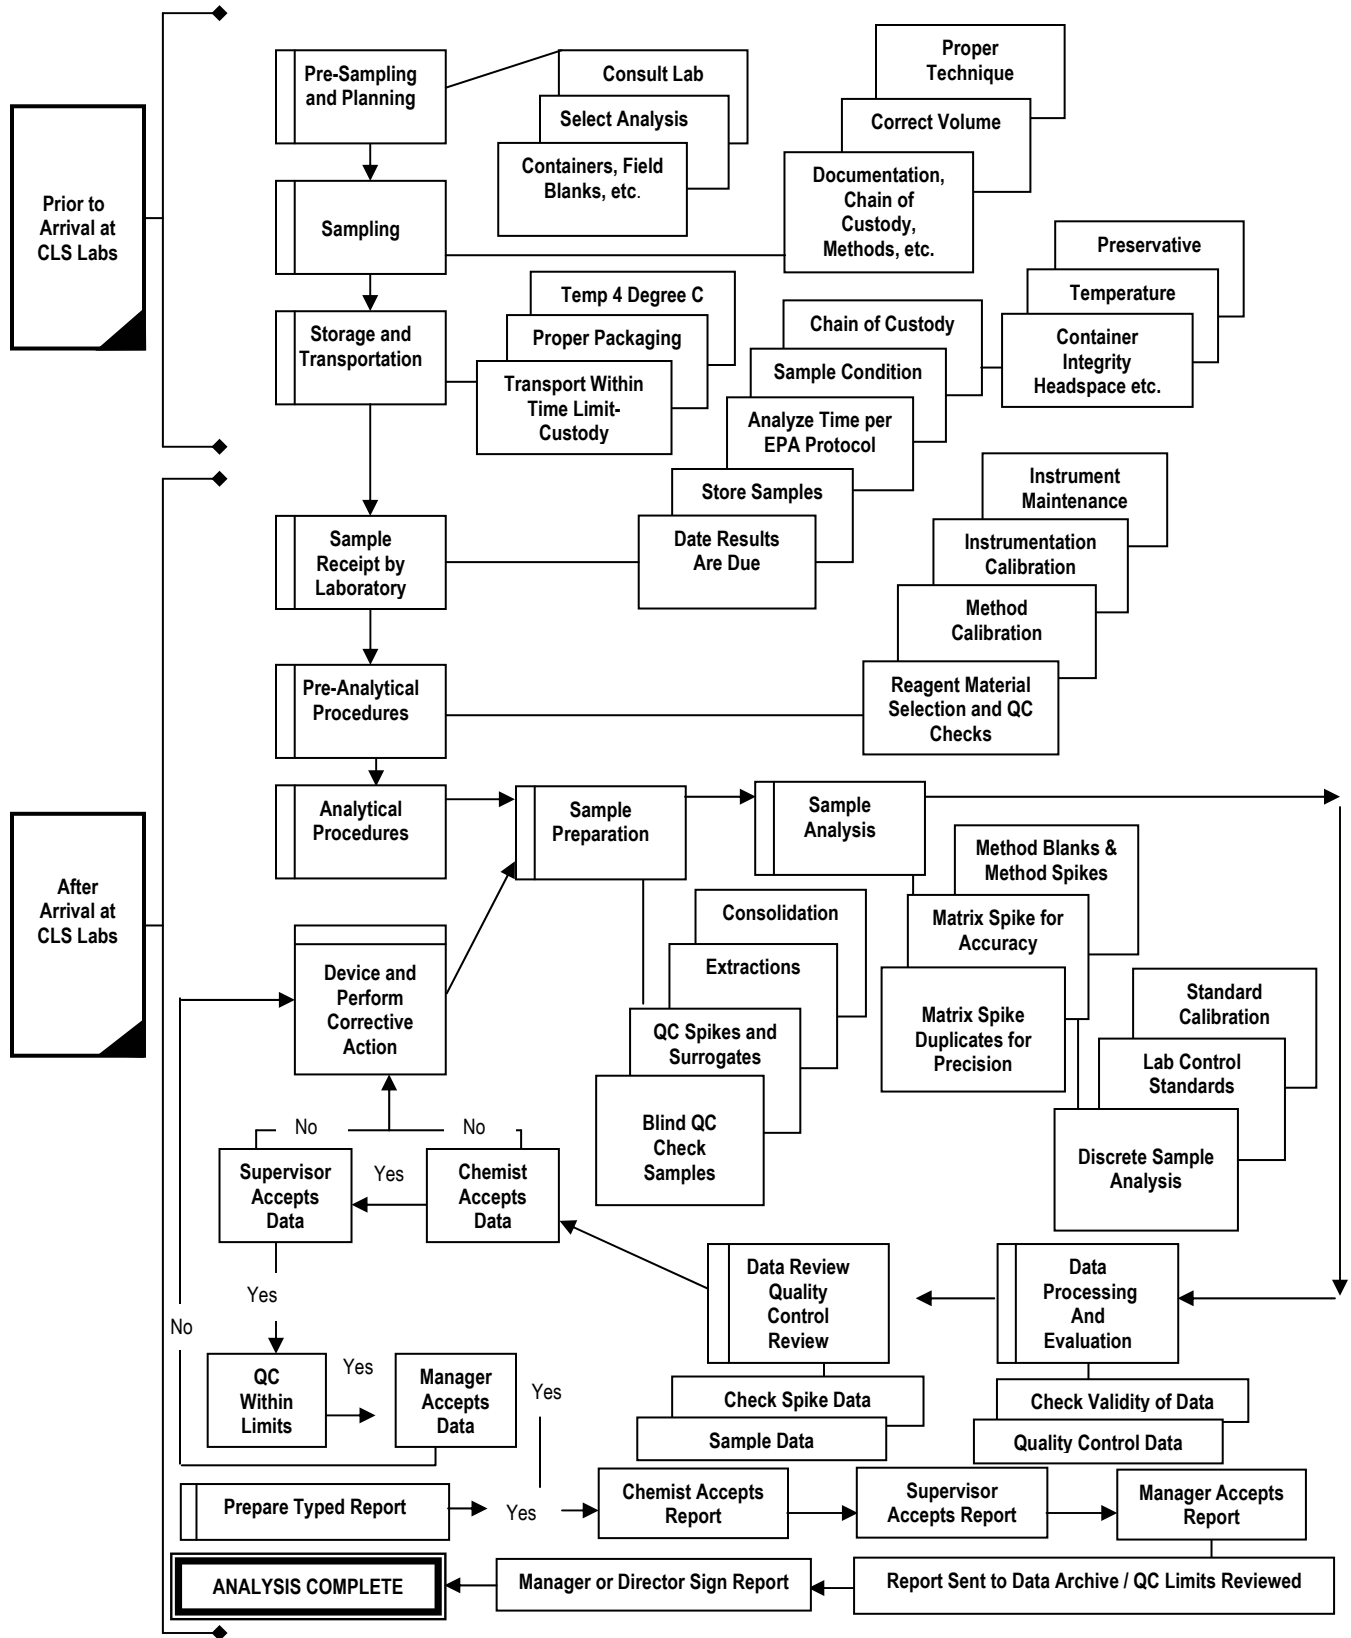 Pre-Sampling
and Planning
Consult Lab
Select Analysis
Containers, Field
Blanks, etc.
Proper
Technique
Correct Volume
Documentation,
Chain of
Custody,
Methods, etc.
Prior to
Arrival at
CLS Labs
Sampling
Storage and
Transportation
Temp 4 Degree C
Proper Packaging
Transport Within
Time Limit-
Custody
Preservative
Temperature
Container
Integrity
Headspace etc.
Chain of Custody
Sample Condition
Analyze Time per
EPA Protocol
Store Samples
Date Results
Are Due
Sample
Receipt by
Laboratory
Instrument
Maintenance
Instrumentation
Calibration
Method
Calibration
Reagent Material
Selection and QC
Checks
Pre-Analytical
Procedures
Analytical
Procedures
Sample
Preparation
Sample
Analysis
After
Arrival at
CLS Labs
Method Blanks &
Method Spikes
Matrix Spike for
Accuracy
Matrix Spike
Duplicates for
Precision
Consolidation
Extractions
QC Spikes and
Surrogates
Blind QC
Check
Samples
Standard
Calibration
Lab Control
Standards
Discrete Sample
Analysis
Device and
Perform
Corrective
Action
No
No
Supervisor
Accepts
Data
Yes
Chemist
Accepts
Data
Data Review
Quality
Control
Review
Data
Processing
And
Evaluation
Yes
No
QC
Within
Limits
Yes
Manager
Accepts
Data
Yes
Check Spike Data
Sample Data
Check Validity of Data
Quality Control Data
Prepare Typed Report
Yes
Chemist Accepts
Report
Supervisor
Accepts Report
Manager Accepts
Report
ANALYSIS COMPLETE
Manager or Director Sign Report
Report Sent to Data Archive / QC Limits Reviewed